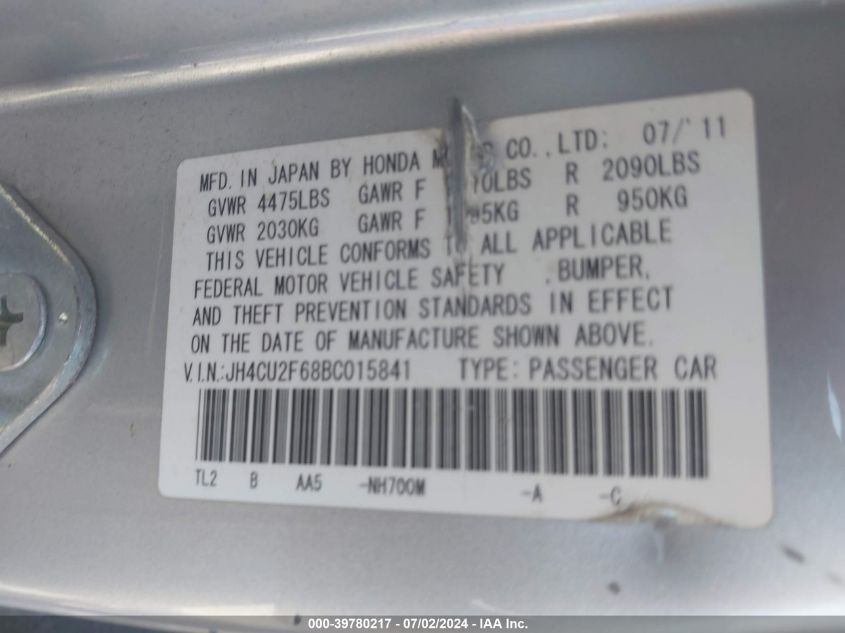 MFD. IN JAPAN BY HONDA CO., LTD: 07/'11
GVWR 4475LBS GAWR F R 2090LBS
GVWR 2030KG GAWR F R 950KG
THIS VEHICLE CONFORMS TO ALL APPLICABLE
FEDERAL MOTOR VEHICLE SAFETY , BUMPER,
AND THEFT PREVENTION STANDARDS IN EFFECT
ON THE DATE OF MANUFACTURE SHOWN ABOVE.
V.I.N.:JH4CU2F68BC015841 TYPE: PASSENGER CAR
TL2 B AA5 -NH700M -A -C
000-39780217 - 07/02/2024 - IAA Inc.